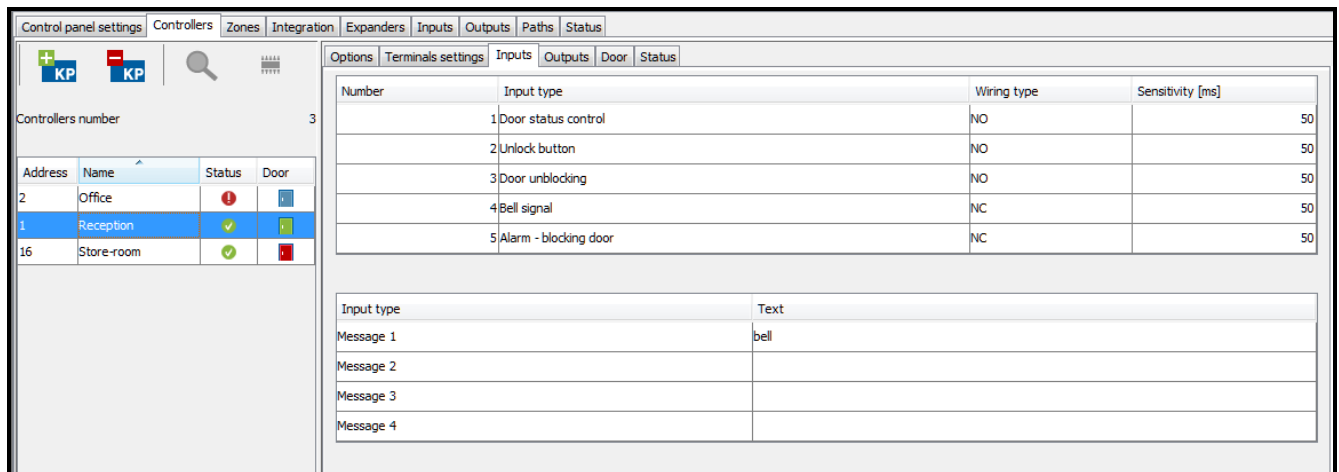 Control panel settings Controllers Zones Integration Expanders Inputs Outputs Paths Status
KP KP
Controllers number 3
Address Name Status Door
2 Office
1 Reception
16 Store-room
Options Terminals settings Inputs Outputs Door Status
Number Input type Wiring type Sensitivity [ms]
1 Door status control NO 50
2 Unlock button NO 50
3 Door unblocking NO 50
4 Bell signal NC 50
5 Alarm - blocking door NC 50
Input type Text
Message 1 bell
Message 2
Message 3
Message 4